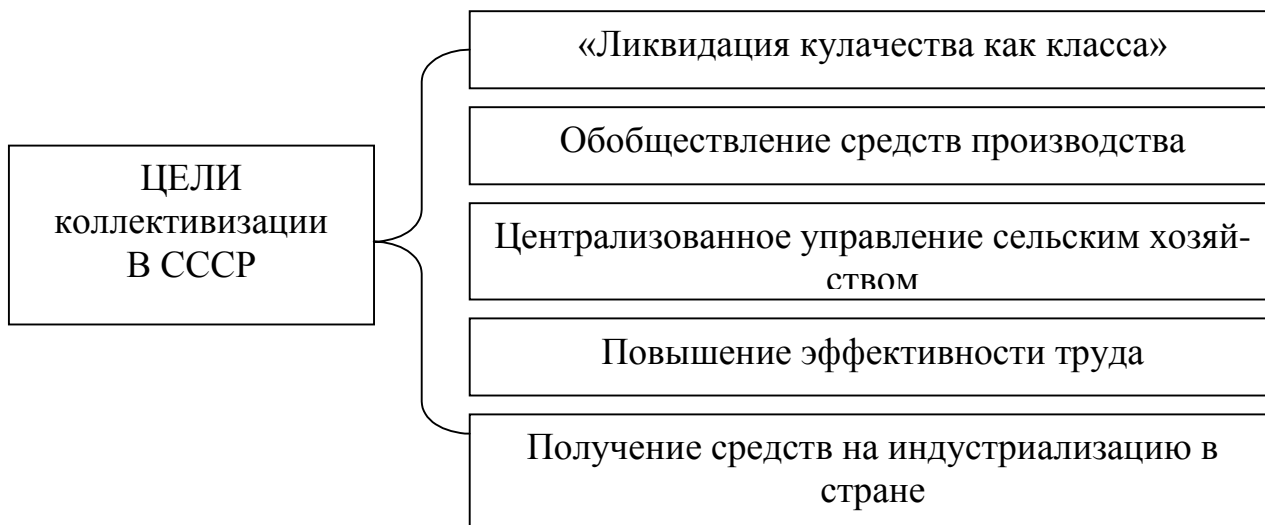 «Ликвидация кулачества как класса»
Обобществление средств производства
ЦЕЛИ
коллективизации
В СССР
Централизованное управление сельским хозяй-
ством
Повышение эффективности труда
Получение средств на индустриализацию в
стране